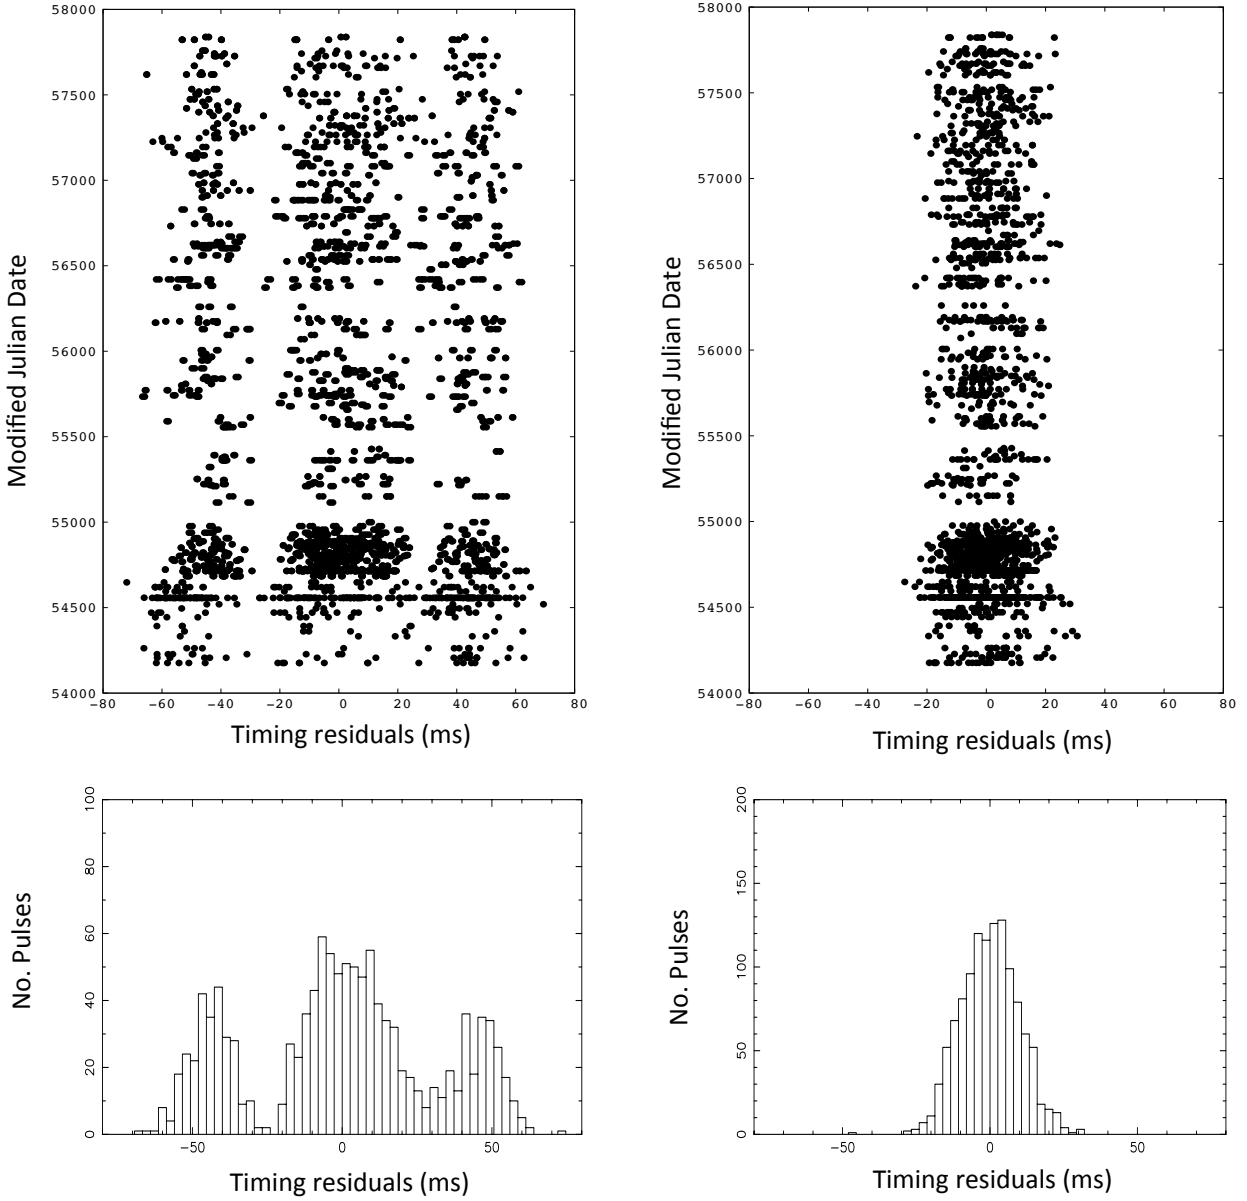 58000
57500
57000
56500
56000
55500
55000
54500
54000
Modified Julian Date
−80 −60 −40 −20 0 20 40 60 80
Timing residuals (ms)
58000
57500
57000
56500
56000
55500
55000
54500
54000
Modified Julian Date
−80 −60 −40 −20 0 20 40 60 80
Timing residuals (ms)
100
80
60
40
20
0
No. Pulses
−50 0 50
Timing residuals (ms)
200
150
100
50
0
No. Pulses
−50 0 50
Timing residuals (ms)